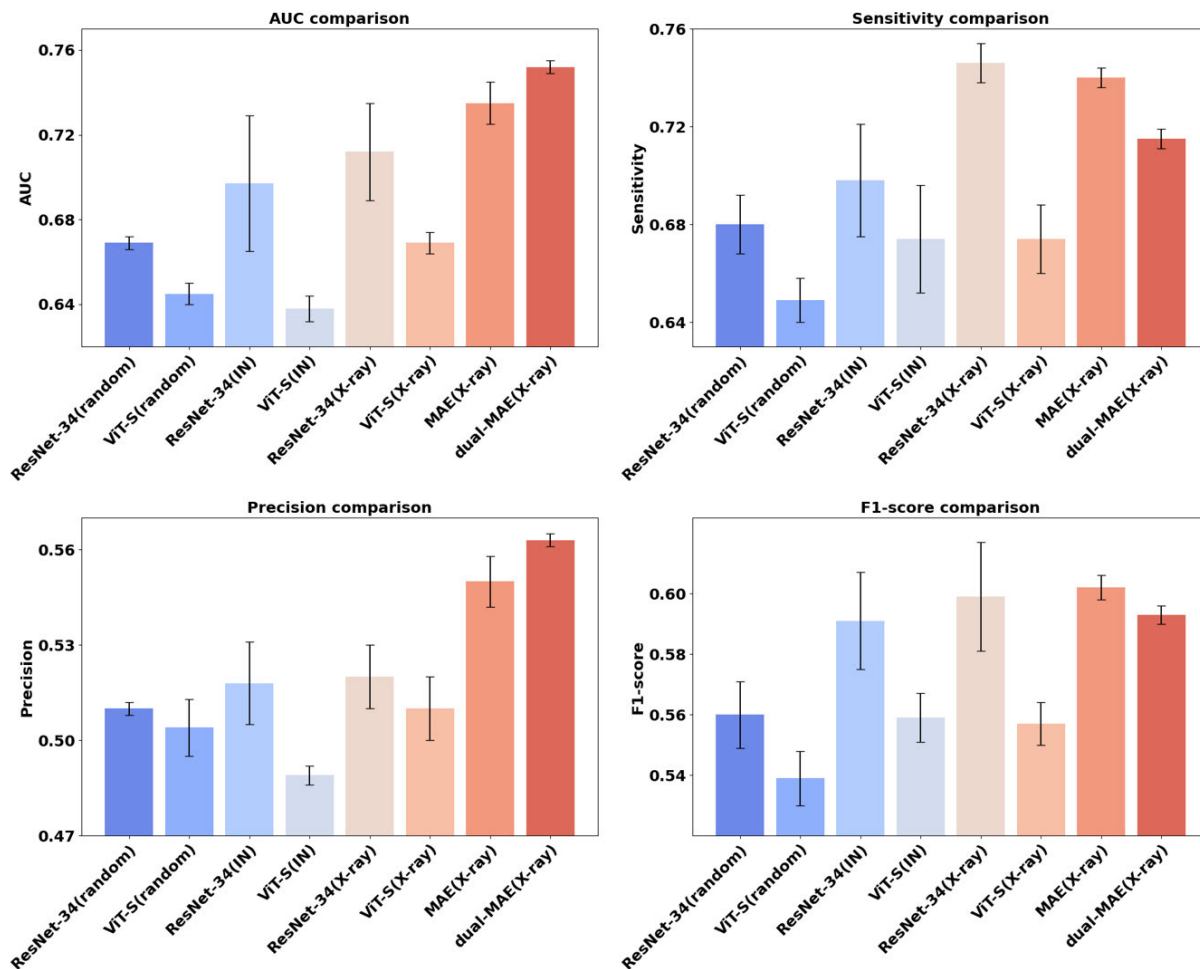 AUC comparison
0.76
0.72
0.68
0.64
AUC
ResNet-34(random)
ViT-S(random)
ResNet-34(IN)
ViT-S(IN)
ResNet-34(X-ray)
ViT-S(X-ray)
MAE(X-ray)
dual-MAE(X-ray)
Sensitivity comparison
0.76
0.72
0.68
0.64
Sensitivity
ResNet-34(random)
ViT-S(random)
ResNet-34(IN)
ViT-S(IN)
ResNet-34(X-ray)
ViT-S(X-ray)
MAE(X-ray)
dual-MAE(X-ray)
Precision comparison
0.56
0.53
0.50
0.47
Precision
ResNet-34(random)
ViT-S(random)
ResNet-34(IN)
ViT-S(IN)
ResNet-34(X-ray)
ViT-S(X-ray)
MAE(X-ray)
dual-MAE(X-ray)
F1-score comparison
0.60
0.58
0.56
0.54
F1-score
ResNet-34(random)
ViT-S(random)
ResNet-34(IN)
ViT-S(IN)
ResNet-34(X-ray)
ViT-S(X-ray)
MAE(X-ray)
dual-MAE(X-ray)